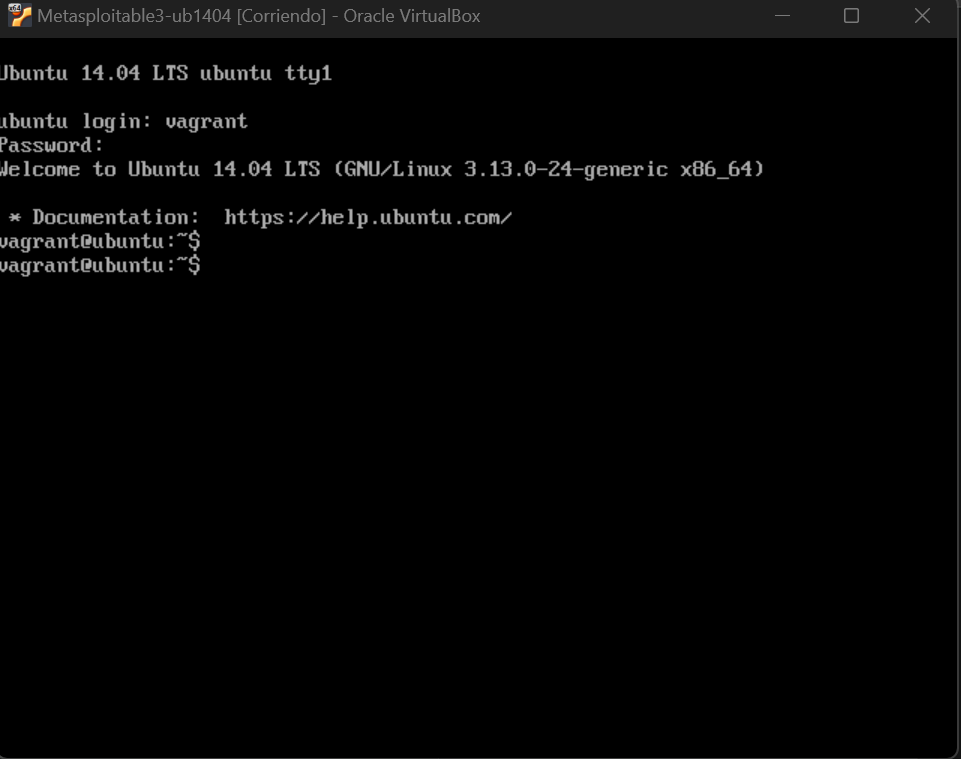 Metasploitable3-ub1404 [Corriendo] - Oracle VirtualBox
Ubuntu 14.04 LTS ubuntu tty1
ubuntu login: vagrant
Password:
Welcome to Ubuntu 14.04 LTS (GNU/Linux 3.13.0-24-generic x86_64)
* Documentation:  https://help.ubuntu.com/
vagrant@ubuntu:~$
vagrant@ubuntu:~$